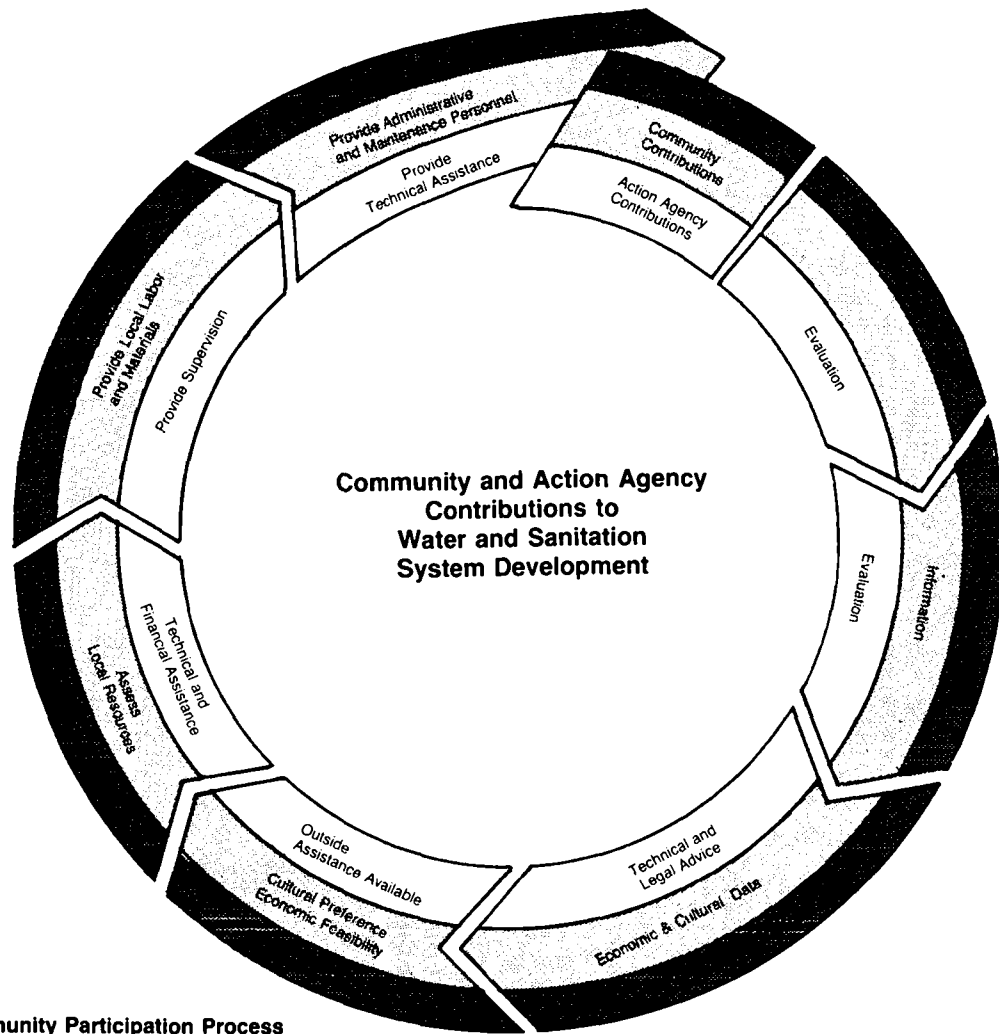 Provide Administrative
and Maintenance Personnel
Provide
Technical Assistance
Community
Contributions
Action Agency
Contributions
Evaluation
Information
Evaluation
Economic & Cultural Data
Technical and
Legal Advice
Outside
Assistance Available
Cultural Preference
Economic Feasibility
Assess
Local Resources
Technical and
Financial Assistance
Provide Local Labor
and Materials
Provide Supervision
Community and Action Agency
Contributions to
Water and Sanitation
System Development
Participation Process